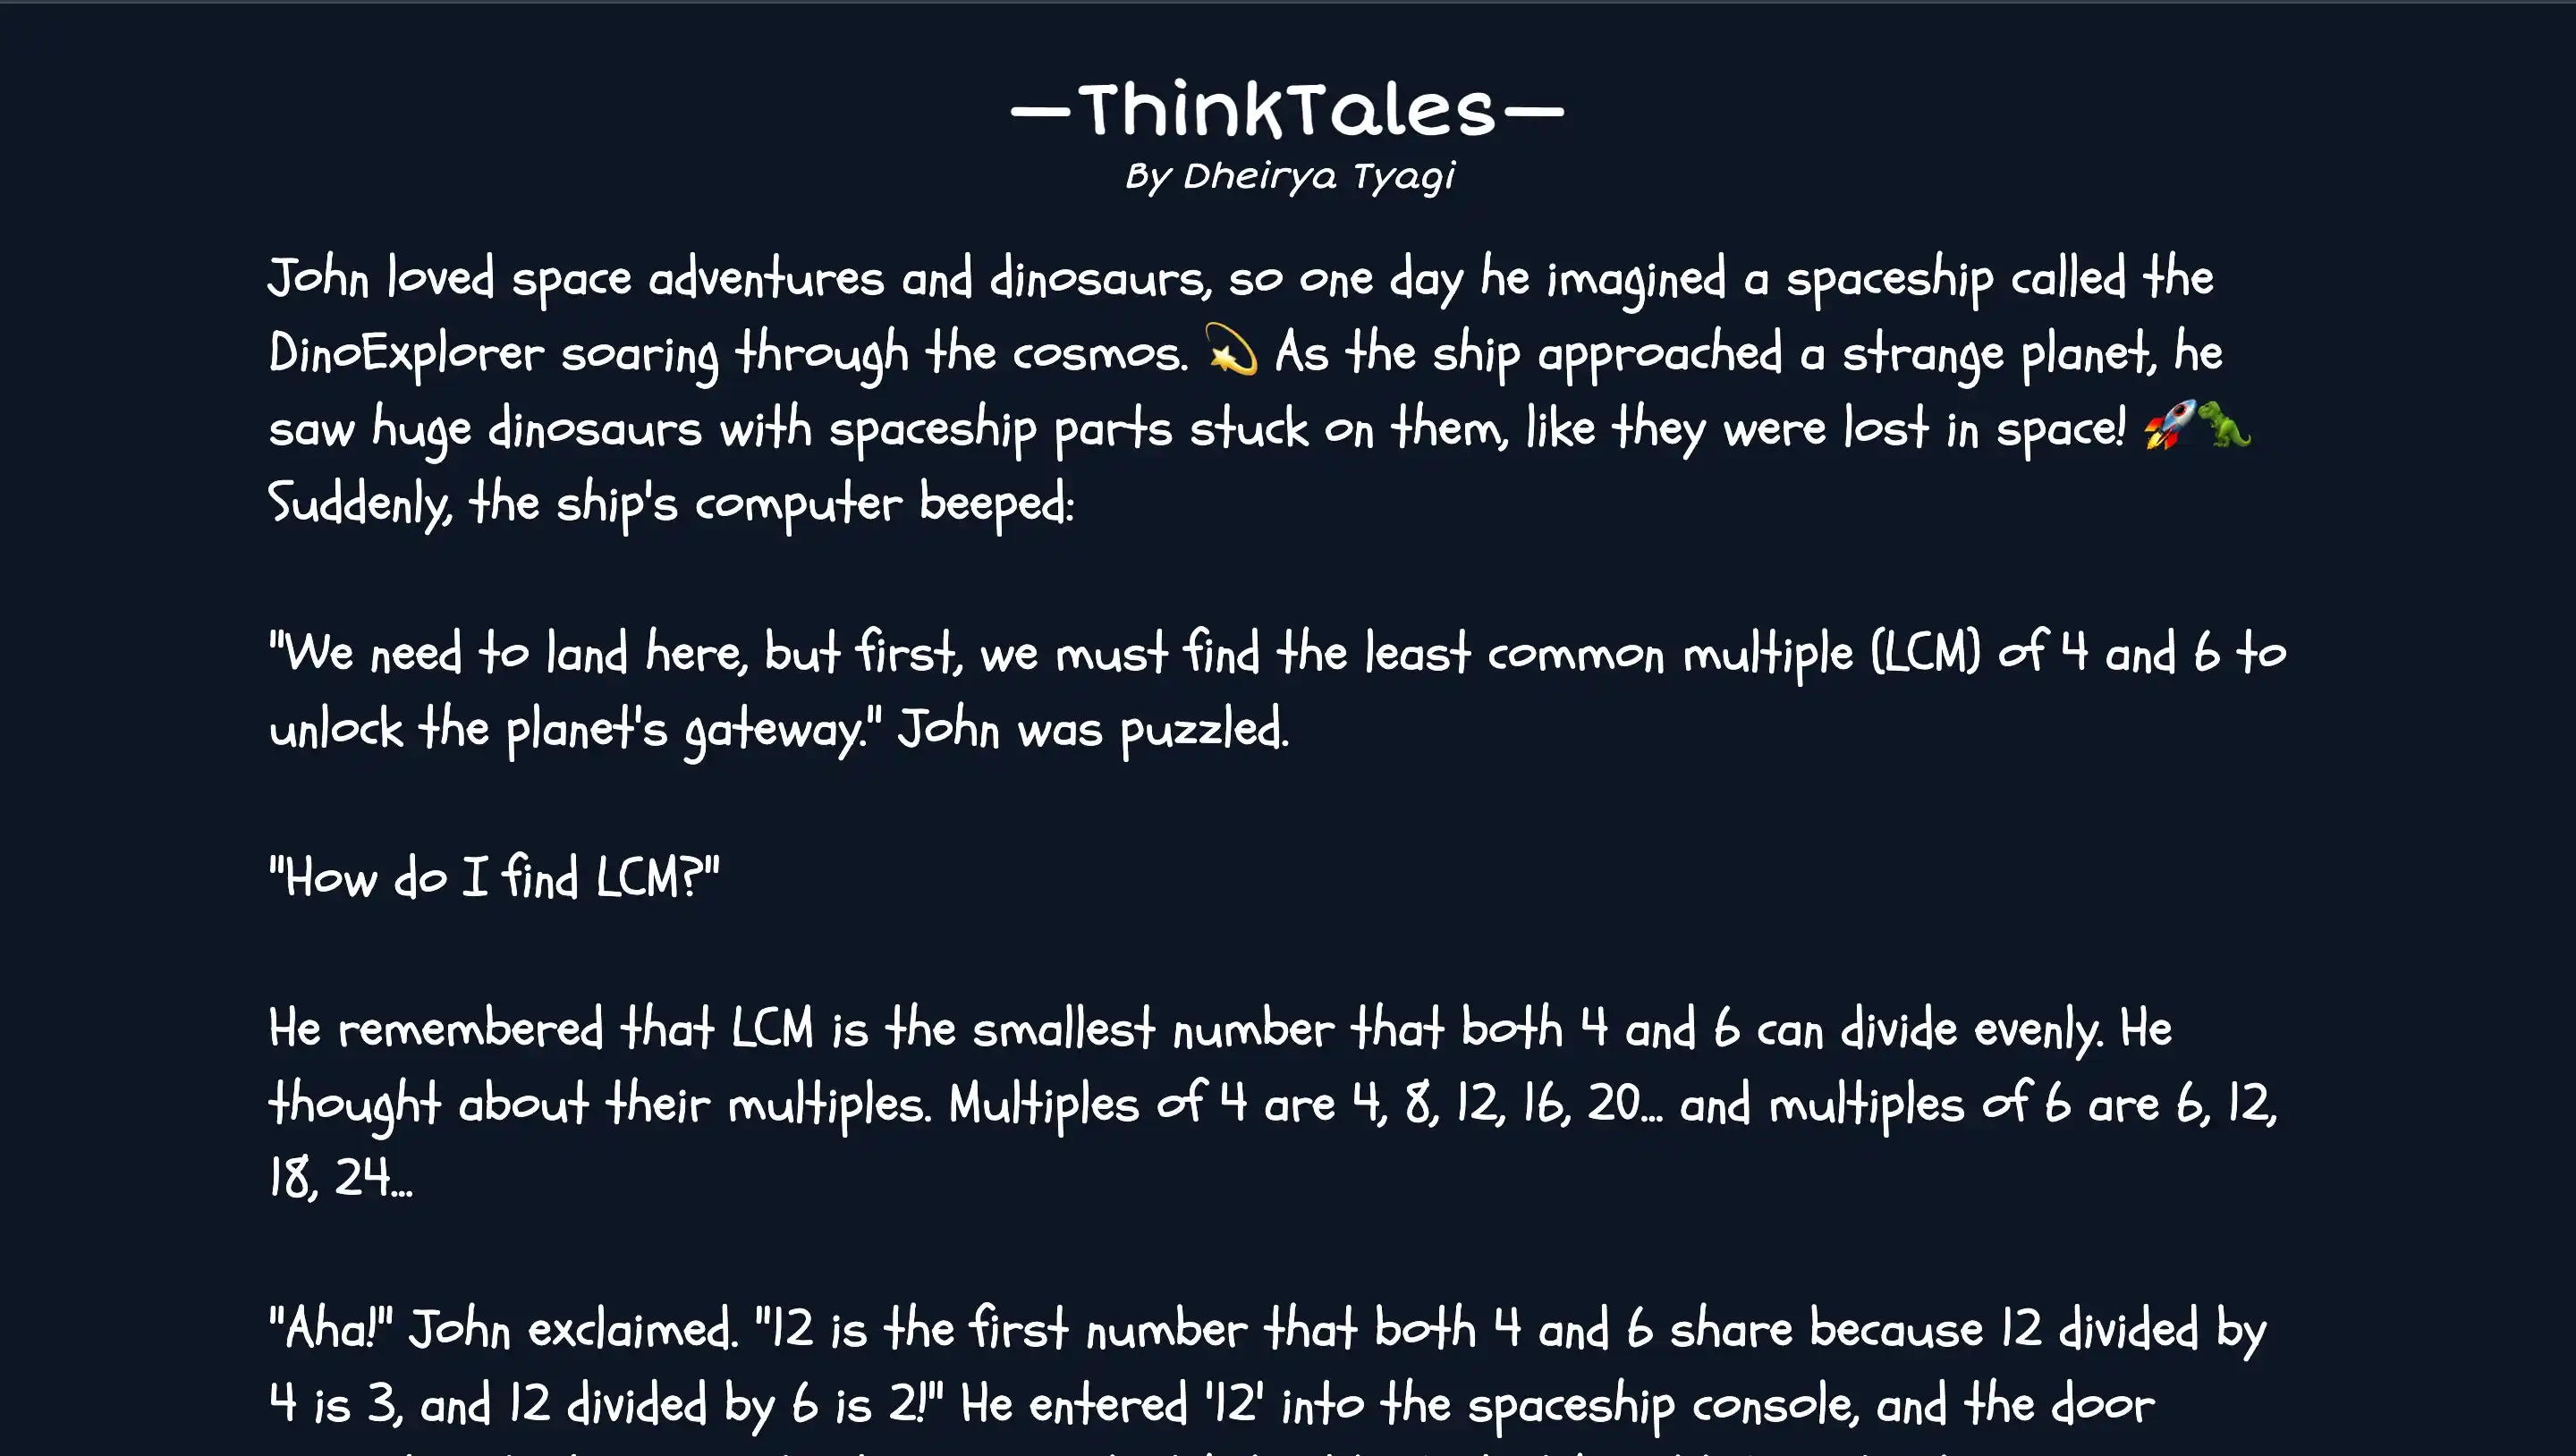 —ThinkTales—
By Dheirya Tyagi
John loved space adventures and dinosaurs, so one day he imagined a spaceship called the
DinoExplorer soaring through the cosmos. 💫 As the ship approached a strange planet, he
saw huge dinosaurs with spaceship parts stuck on them, like they were lost in space! 🚀🦖
Suddenly, the ship's computer beeped:
"We need to land here, but first, we must find the least common multiple (LCM) of 4 and 6 to
unlock the planet's gateway." John was puzzled.
"How do I find LCM?"
He remembered that LCM is the smallest number that both 4 and 6 can divide evenly. He
thought about their multiples. Multiples of 4 are 4, 8, 12, 16, 20... and multiples of 6 are 6, 12,
18, 24...
"Aha!" John exclaimed. "12 is the first number that both 4 and 6 share because 12 divided by
4 is 3, and 12 divided by 6 is 2!" He entered '12' into the spaceship console, and the door